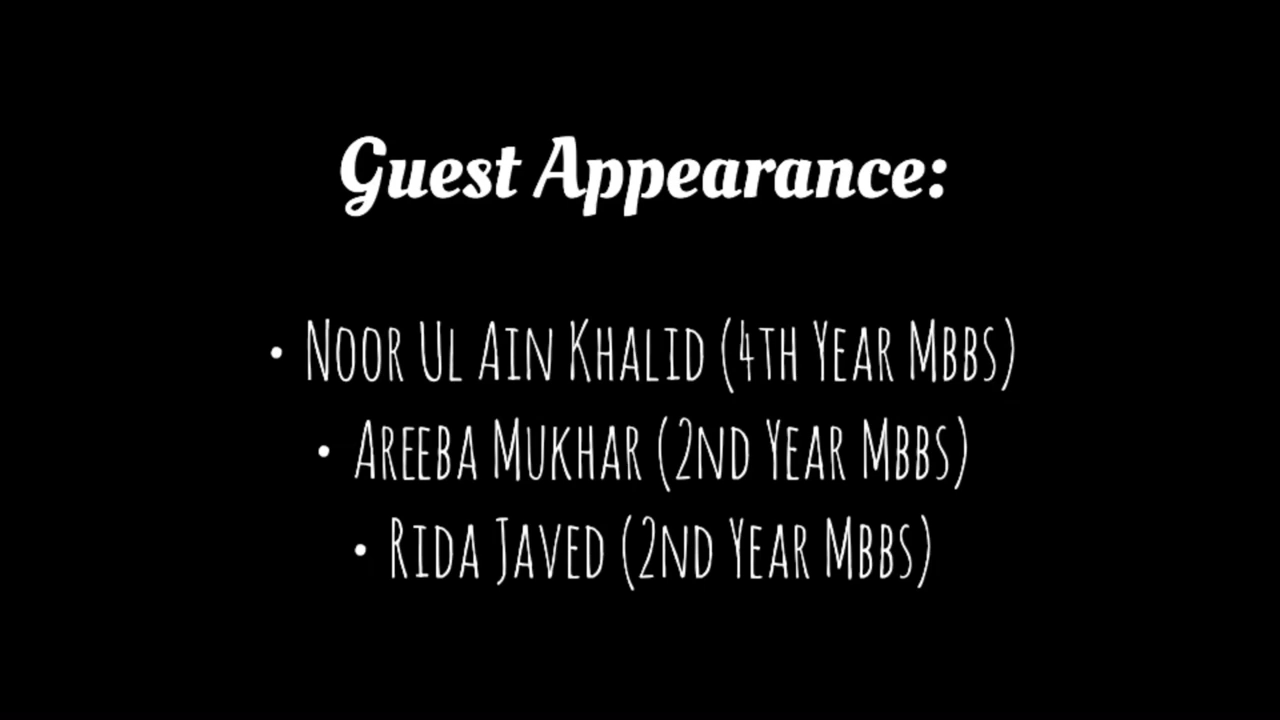 Guest Appearance:
• Noor Ul Ain Khalid (4th Year Mbbs)
• Areeba Mukhar (2nd Year Mbbs)
• Rida Javed (2nd Year Mbbs)